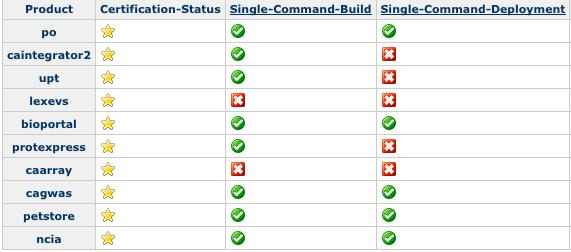 Product Certification-Status Single-Command-Build Single-Command-Deployment
po
caintegrator2
upt
lexevs
bioportal
protexpress
caarray
cagwas
petstore
ncia